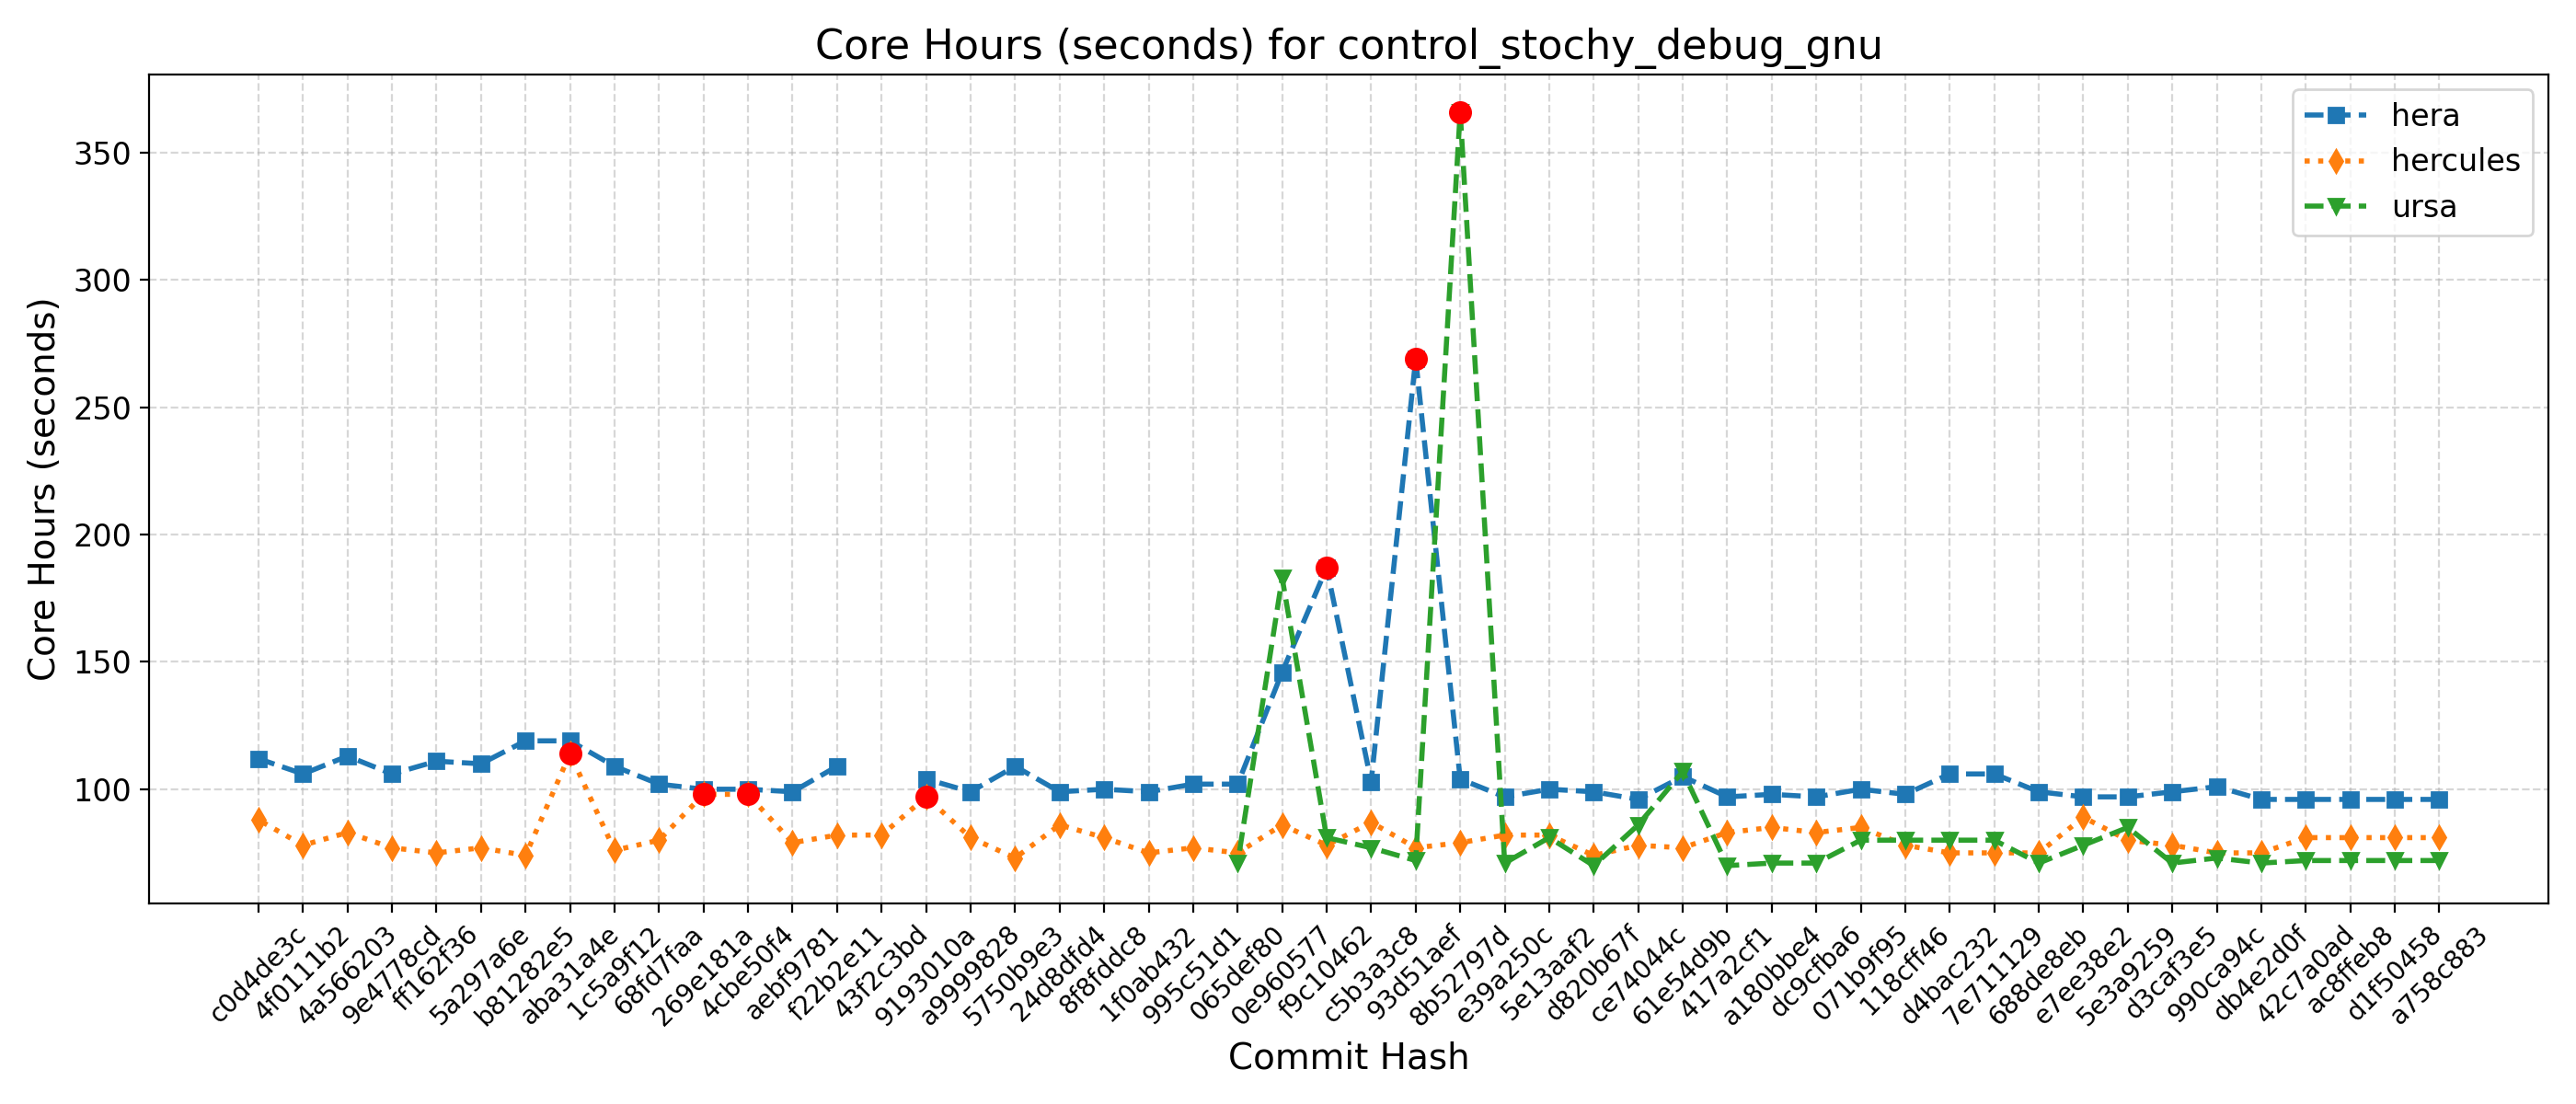 Core Hours (seconds) for control_stochy_debug_gnu
Core Hours (seconds)
350
300
250
200
150
100
hera
hercules
ursa
c0d4de3c
4f0111b2
4a566203
9e4778cd
ff162f36
5a297a6e
b81282e5
aba31a4e
1c5a9f12
68fd7faa
269e181a
4cbe50f4
aebf9781
f22b2e11
43f2c3bd
9193010a
a9999828
5750b9e3
24d8dfd4
8f8fddc8
1f0ab432
995c51d1
065def80
0e960577
f9c10462
c5b3a3c8
93d51aef
8b52797d
e39a250c
5e13aaf2
d820b67f
ce74044c
61e54d9b
417a2cf1
a180bbe4
dc9cfba6
071b9f95
118cff46
d4bac232
7e711129
688de8eb
e7ee38e2
5e3a9259
d3caf3e5
990ca94c
db4e2d0f
42c7a0ad
ac8ffeb8
d1f50458
a758c883
Commit Hash